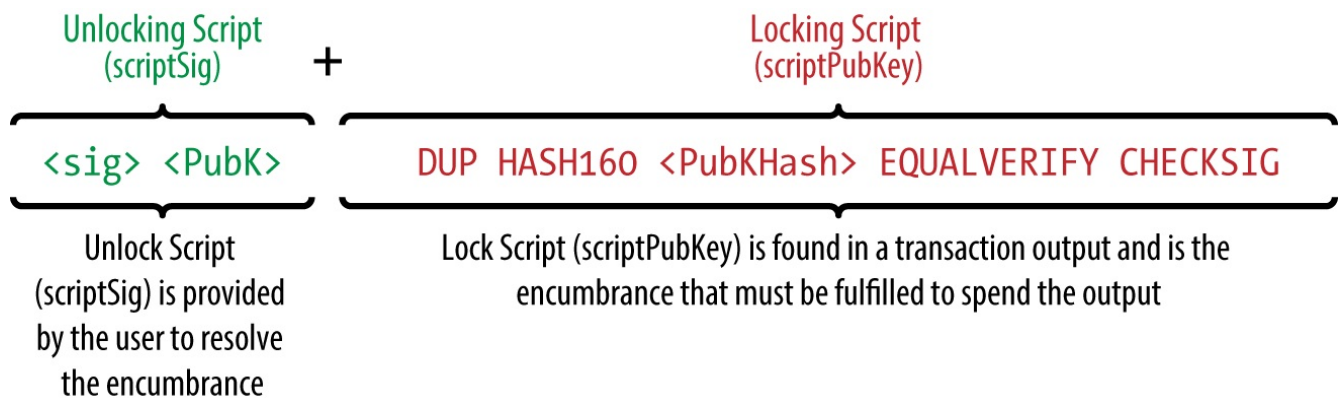 Unlocking Script
(scriptSig)
+
Locking Script
(scriptPubKey)
<sig> <PubK>
DUP HASH160 <PubKHash> EQUALVERIFY CHECKSIG
Unlock Script
(scriptSig) is provided
by the user to resolve
the encumbrance
Lock Script (scriptPubKey) is found in a transaction output and is the
encumbrance that must be fulfilled to spend the output